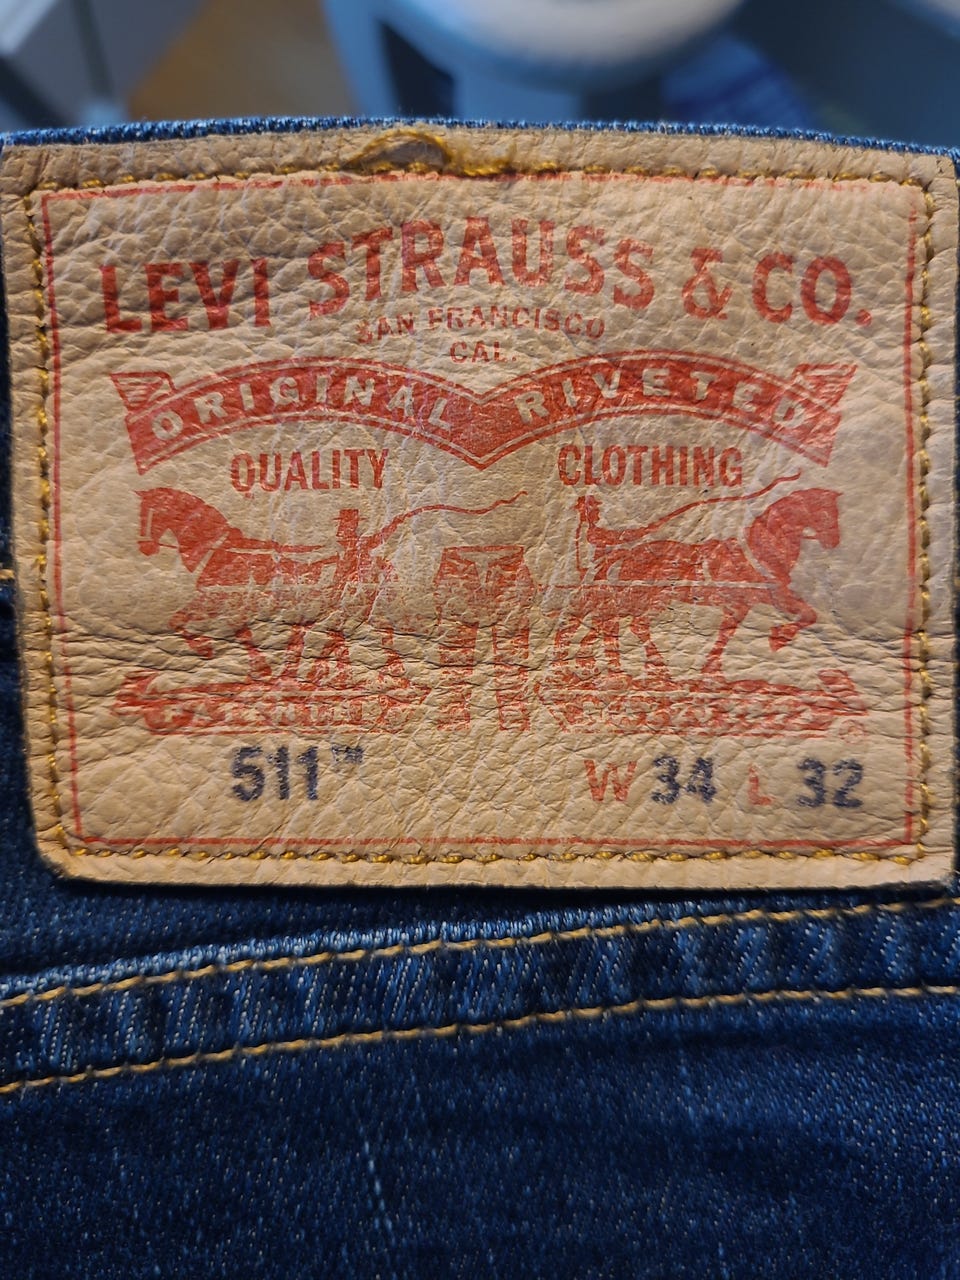 LEVI STRAUSS & CO.
SAN FRANCISCO
CAL.
ORIGINAL RIVETED
QUALITY CLOTHING
511™ W 34 L 32